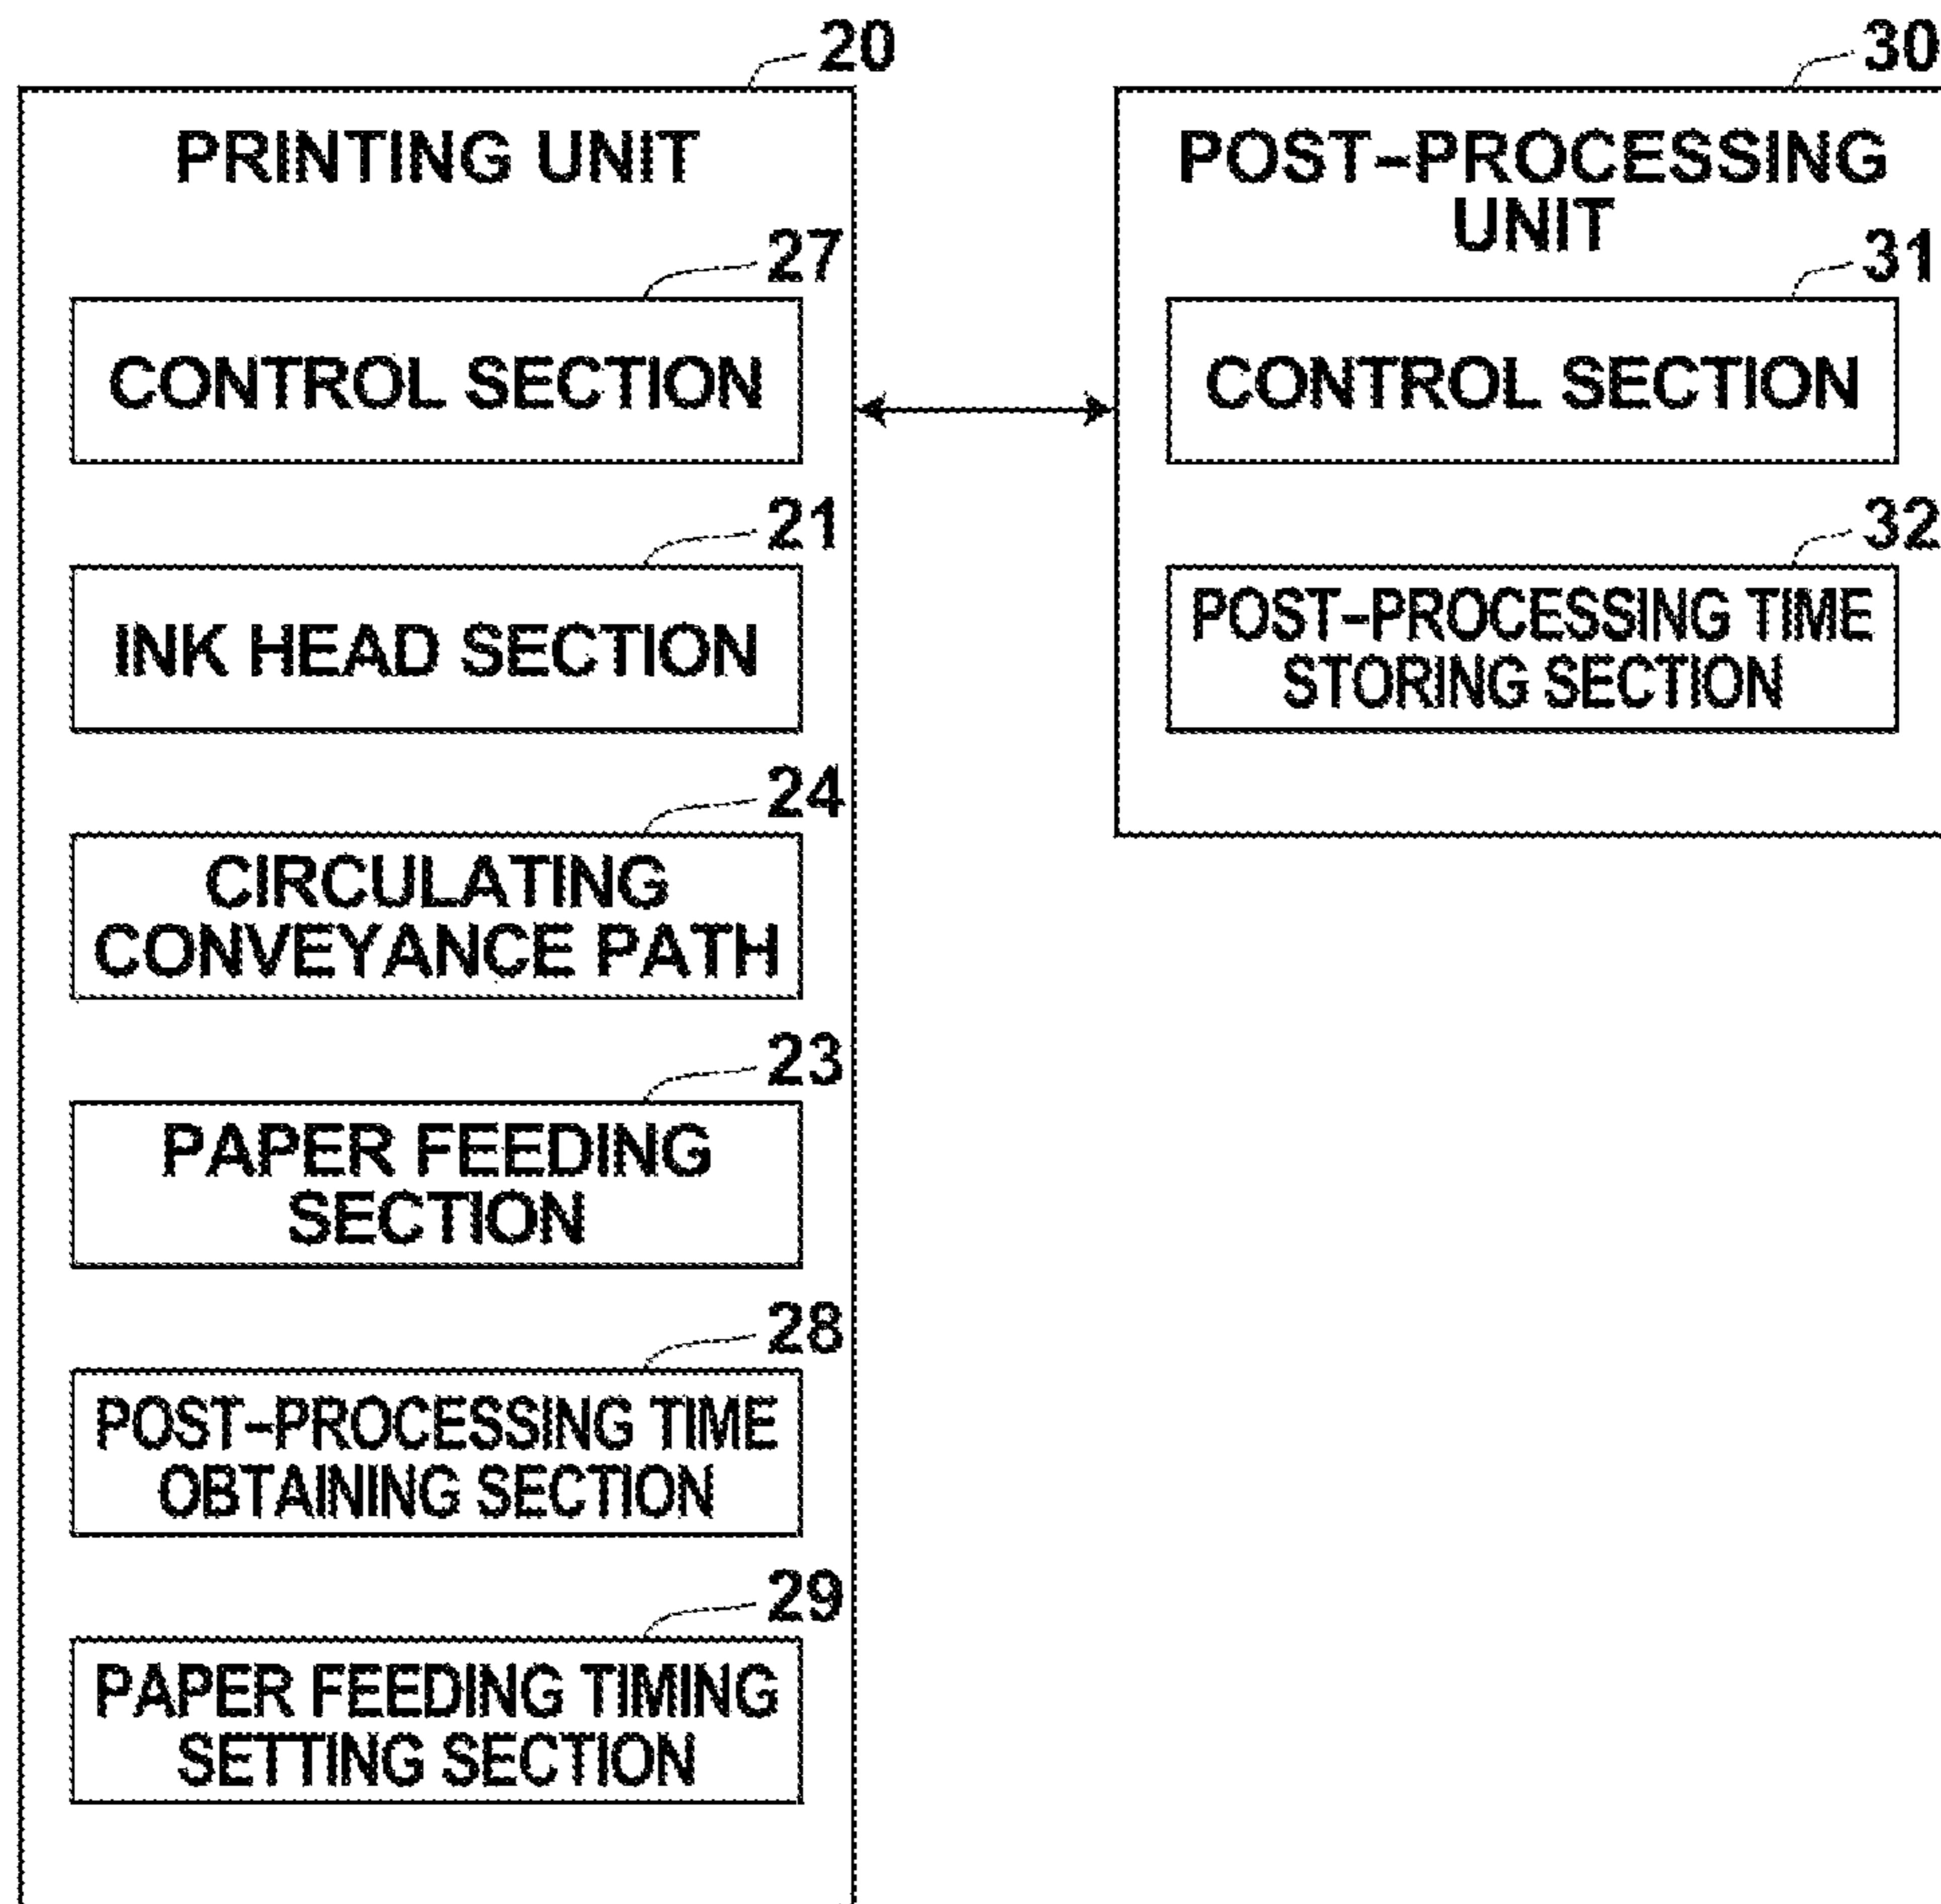 20
PRINTING UNIT
27
CONTROL SECTION
21
INK HEAD SECTION
24
CIRCULATING
CONVEYANCE PATH
23
PAPER FEEDING
SECTION
28
POST-PROCESSING TIME
OBTAINING SECTION
29
PAPER FEEDING TIMING
SETTING SECTION
30
POST-PROCESSING
UNIT
31
CONTROL SECTION
32
POST-PROCESSING TIME
STORING SECTION